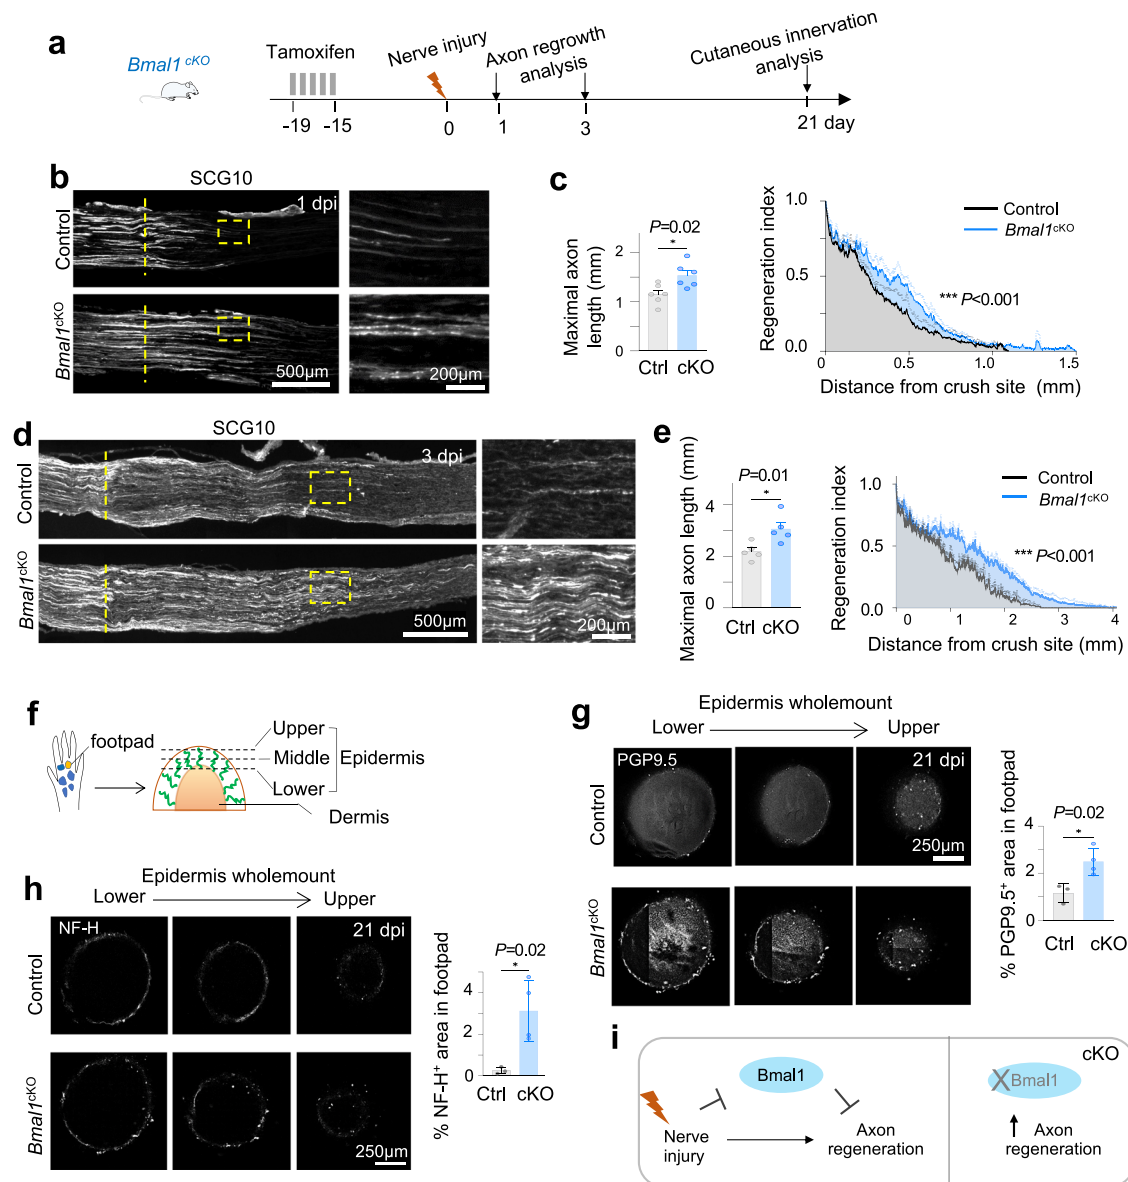 a
Bmal1 cKO
Tamoxifen
Nerve injury
Axon regrowth
analysis
Cutaneous innervation
analysis
-19
-15
0
1
3
21 day
b
SCG10
1 dpi
Control
Bmal1cKO
500μm
200μm
c
P=0.02
*
Maximal axon
length (mm)
2
1
0
Ctrl
cKO
Regeneration index
1.0
0.5
0.0
Control
Bmal1cKO
*** P<0.001
0
0.5
1.0
1.5
Distance from crush site (mm)
d
SCG10
3 dpi
Control
Bmal1cKO
500μm
200μm
e
P=0.01
*
Maximal axon length (mm)
4
2
0
Ctrl
cKO
Regeneration index
1.0
0.5
0.0
Control
Bmal1cKO
*** P<0.001
0
1
2
3
4
Distance from crush site (mm)
f
footpad
Upper
Middle
Lower
Epidermis
Dermis
g
Epidermis wholemount
Lower
Upper
PGP9.5
21 dpi
Control
250μm
Bmal1cKO
P=0.02
*
% PGP9.5+ area in footpad
4
2
0
Ctrl
cKO
h
Epidermis wholemount
Lower
Upper
NF-H
21 dpi
Control
Bmal1cKO
250μm
P=0.02
*
% NF-H+ area in footpad
4
2
0
Ctrl
cKO
i
Bmal1
Nerve
injury
Axon
regeneration
cKO
X
Bmal1
Axon
regeneration